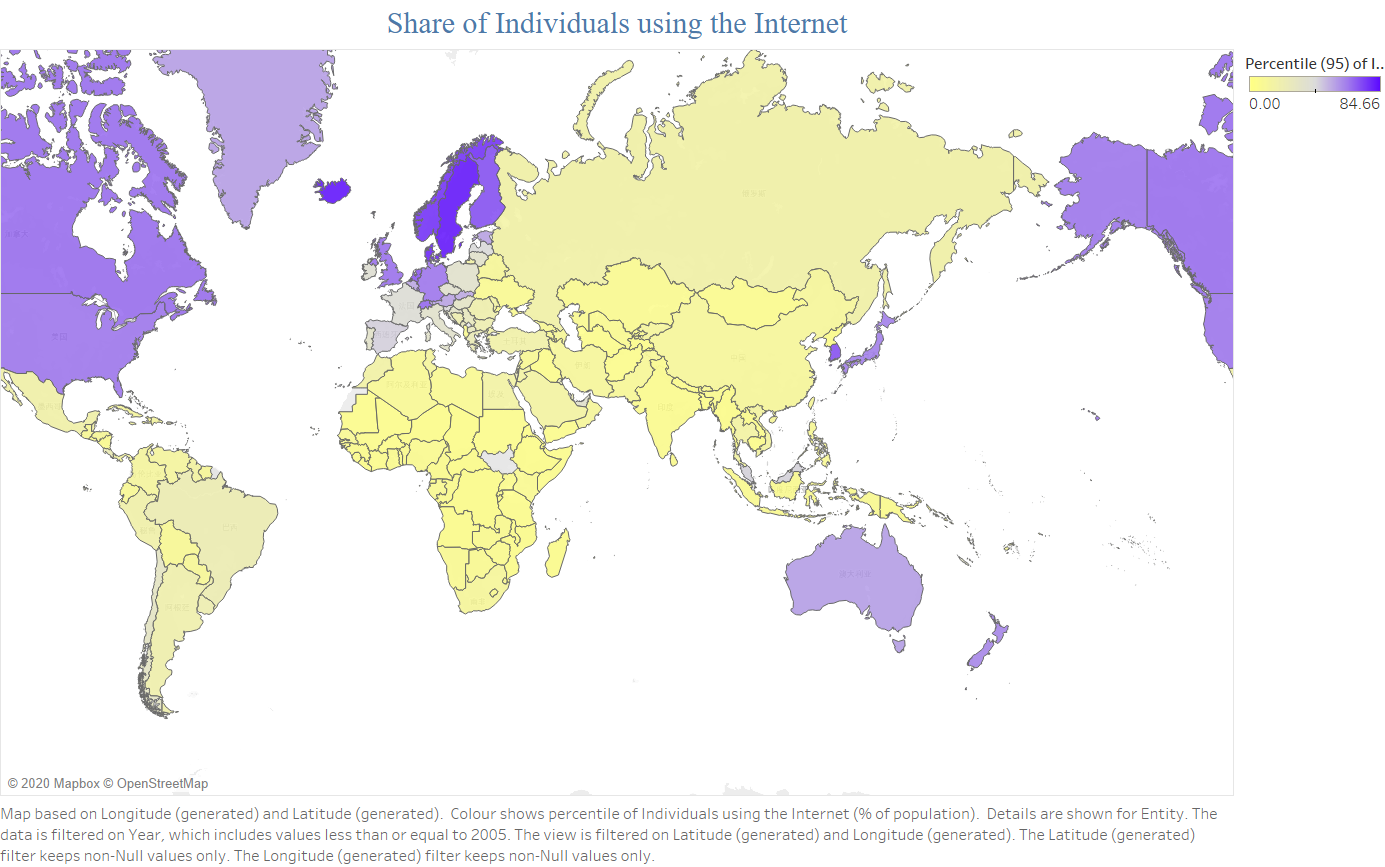 Share of Individuals using the Internet
Percentile (95) of I..
0.00 84.66
© 2020 Mapbox © OpenStreetMap
Map based on Longitude (generated) and Latitude (generated). Colour shows percentile of Individuals using the Internet (% of population). Details are shown for Entity. The
data is filtered on Year, which includes values less than or equal to 2005. The view is filtered on Latitude (generated) and Longitude (generated). The Latitude (generated)
filter keeps non-Null values only. The Longitude (generated) filter keeps non-Null values only.